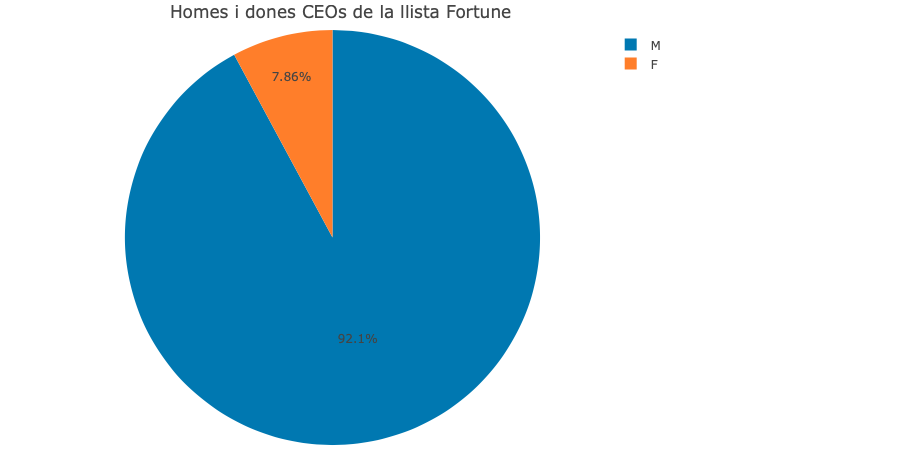 Homes i dones CEOs de la llista Fortune
M
F
7.86%
92.1%